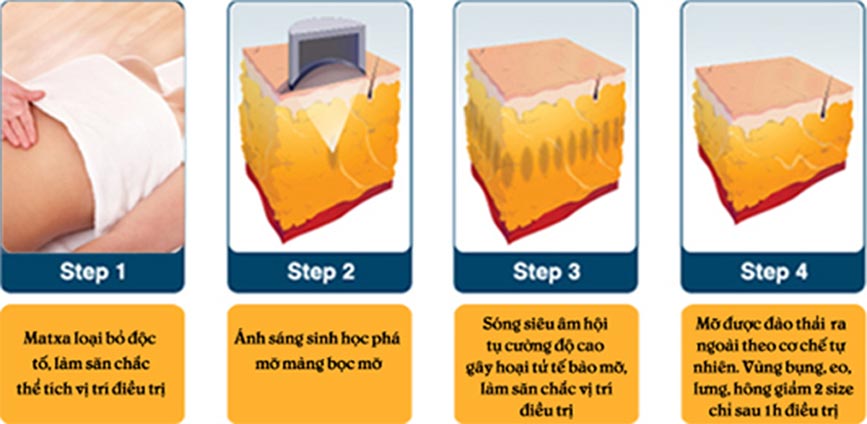 Step 1
Step 2
Step 3
Step 4
Matxa loại bỏ độc
tố, làm săn chắc
thể tích vị trí điều trị
Ánh sáng sinh học phá
mỡ màng bọc mỡ
Sóng siêu âm hội
tụ cường độ cao
gây hoại tử tế bào mỡ,
làm săn chắc vị trí
điều trị
Mỡ được đào thải ra
ngoài theo cơ chế tự
nhiên. Vùng bụng, eo,
lưng, hông giảm 2 size
chỉ sau 1h điều trị